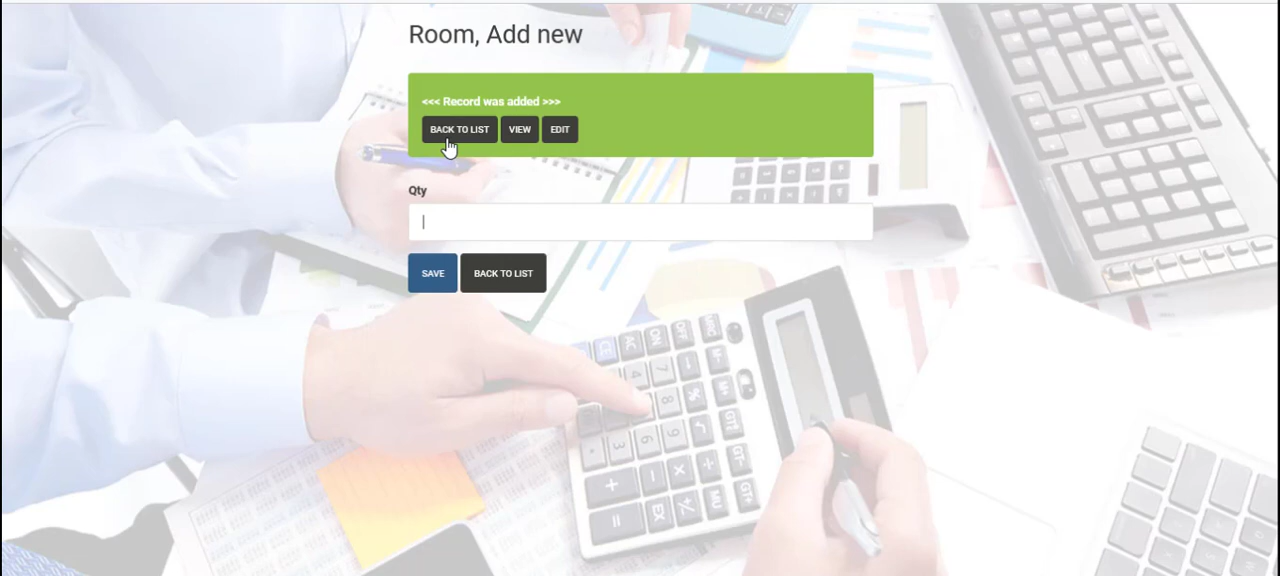 Room, Add new
<<< Record was added >>>
BACK TO LIST VIEW EDIT
Qty
SAVE BACK TO LIST